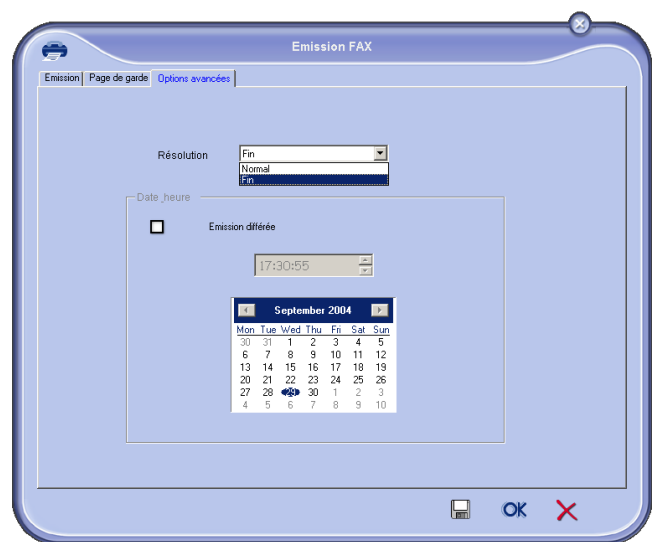 Emission FAX
Emission Page de garde Options avancées
Résolution Fin
Normal
Fin
Date_heure
Emission différée
17:30:55
September 2004
Mon Tue Wed Thu Fri Sat Sun
30 31 1 2 3 4 5
6 7 8 9 10 11 12
13 14 15 16 17 18 19
20 21 22 23 24 25 26
27 28 29 30 1 2 3
4 5 6 7 8 9 10
OK